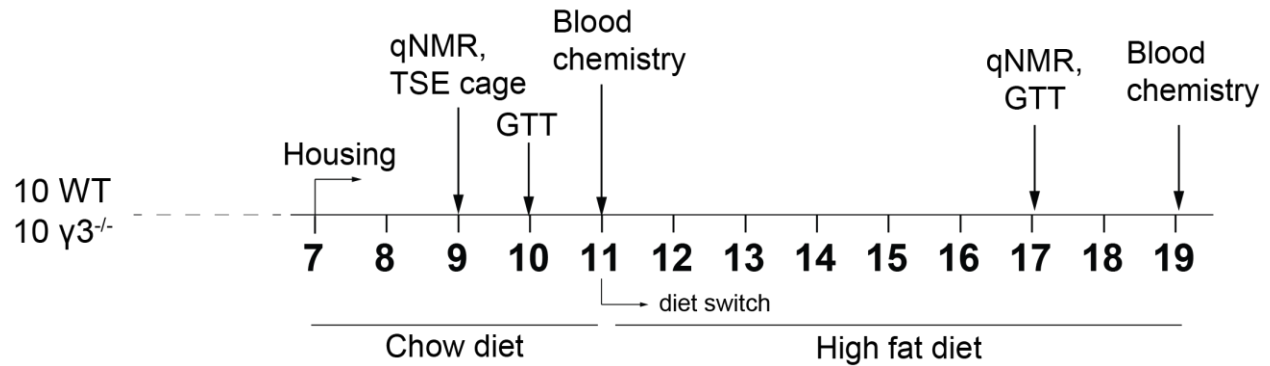 Blood
chemistry
qNMR,
TSE cage
GTT
qNMR,
GTT
Blood
chemistry
Housing
10 WT
10 γ3-/-
7 8 9 10 11 12 13 14 15 16 17 18 19
diet switch
Chow diet
High fat diet